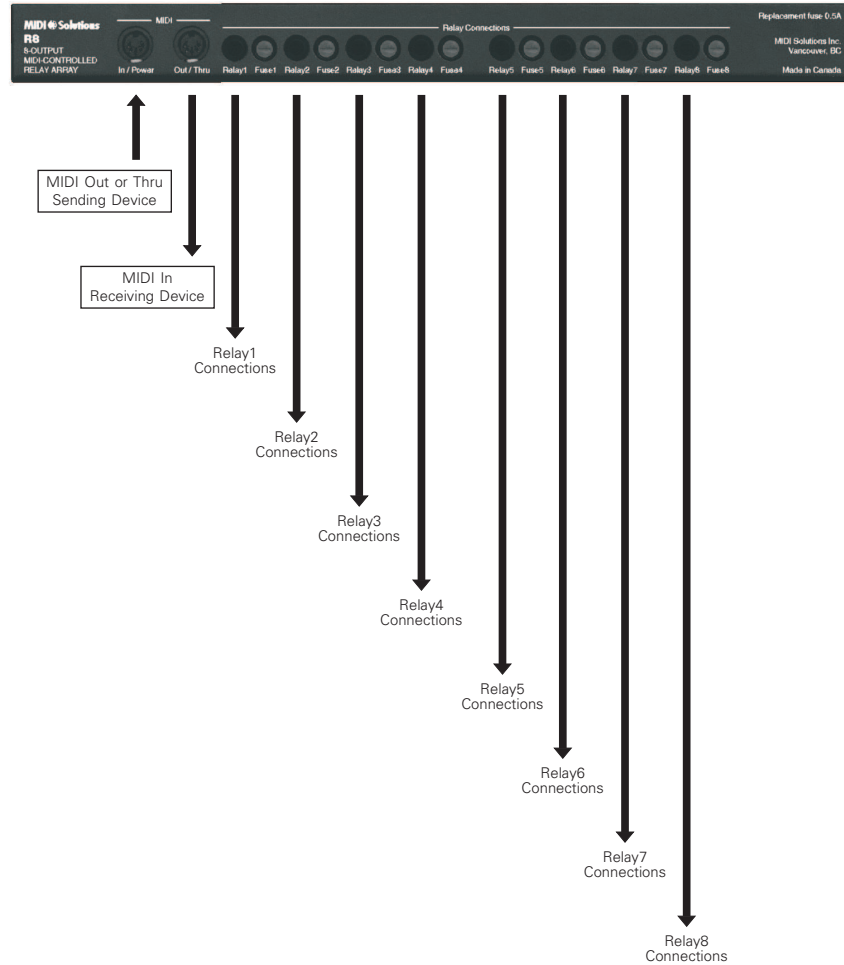 MIDI Solutions
R8
8-OUTPUT
MIDI-CONTROLLED
RELAY ARRAY
MIDI
In / Power
Out / Thru
Relay Connections
Relay1 Fuse1 Relay2 Fuse2 Relay3 Fuse3 Relay4 Fuse4 Relay5 Fuse5 Relay6 Fuse6 Relay7 Fuse7 Relay8 Fuse8
Replacement fuse 0.5A
MIDI Solutions Inc.
Vancouver, BC
Made in Canada
MIDI Out or Thru
Sending Device
MIDI In
Receiving Device
Relay1
Connections
Relay2
Connections
Relay3
Connections
Relay4
Connections
Relay5
Connections
Relay6
Connections
Relay7
Connections
Relay8
Connections